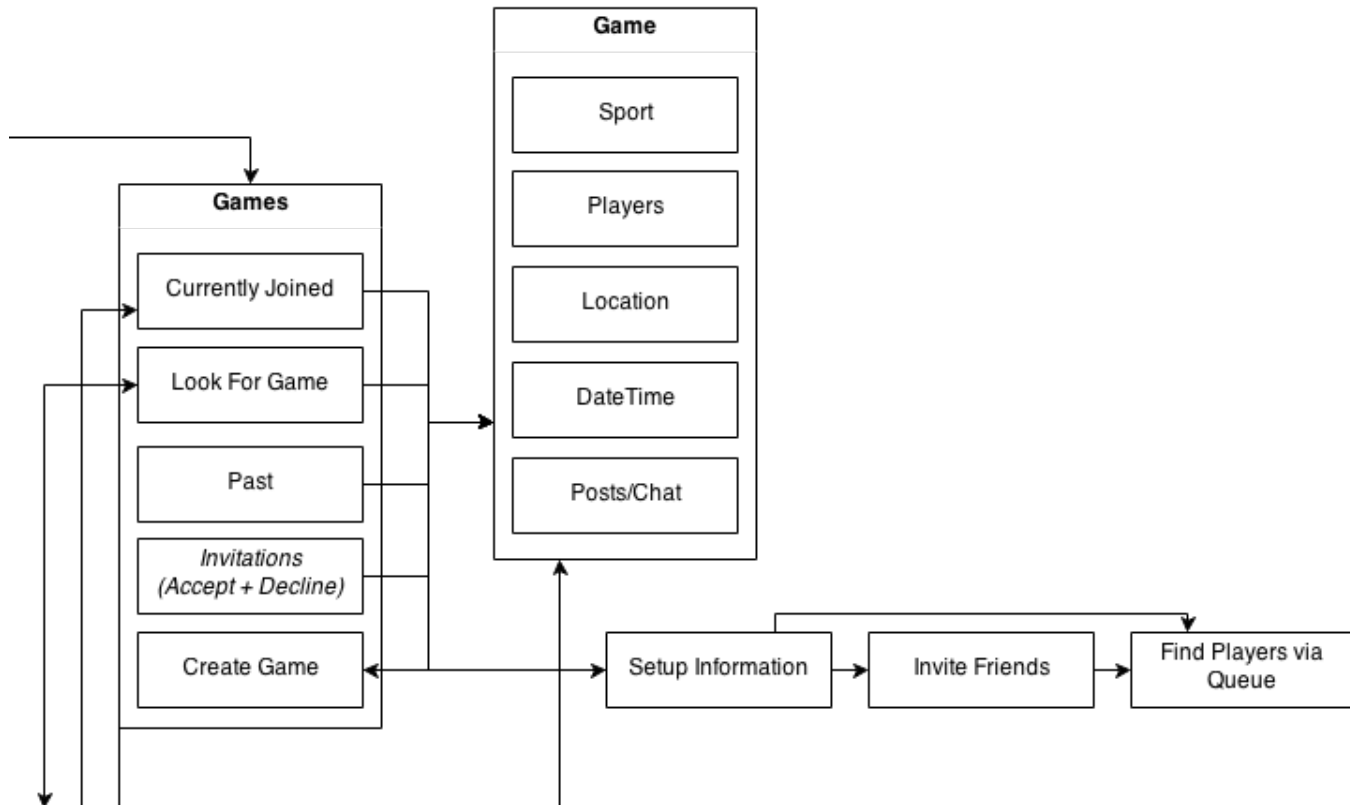 Game
Sport
Players
Location
DateTime
Posts/Chat
Games
Currently Joined
Look For Game
Past
Invitations
(Accept + Decline)
Create Game
Setup Information
Invite Friends
Find Players via
Queue